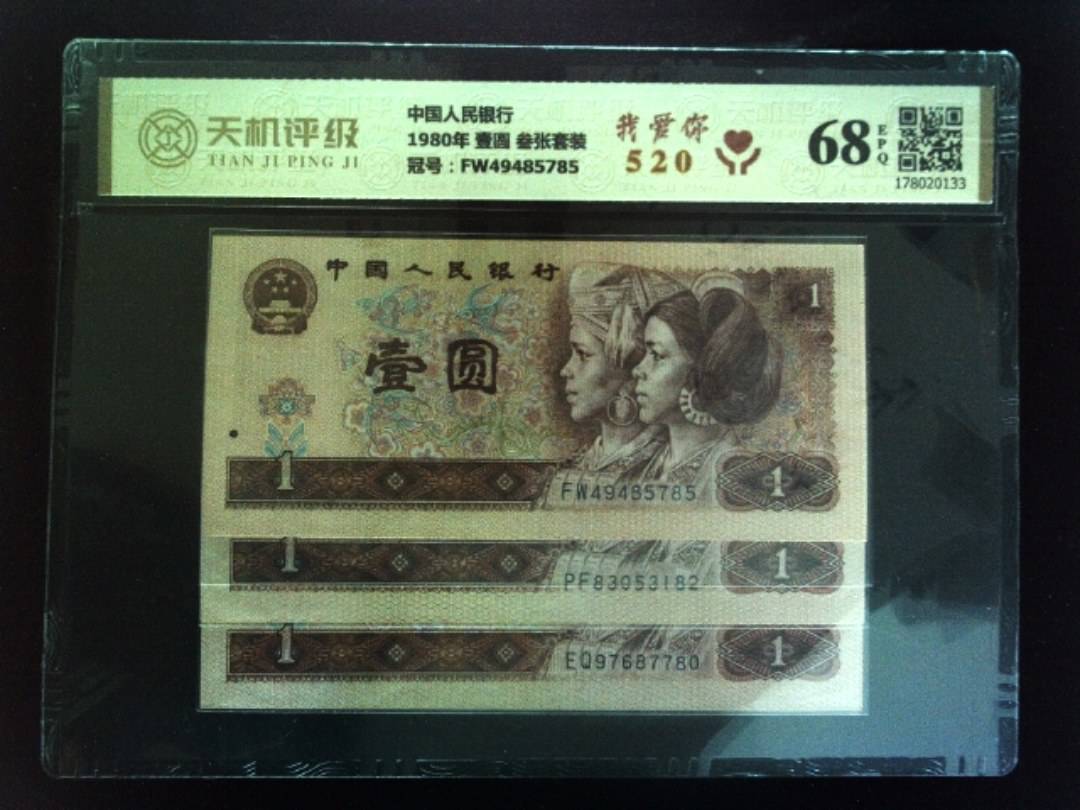 天机评级
TIAN JI PING JI
中国人民银行
1980年 壹圆 叁张套装
冠号：FW49485785
我爱你
520
68
EPQ
178020133
中国人民银行
壹圆
1
1
FW49485785
1
1
PF83053182
1
1
EQ97687780
1